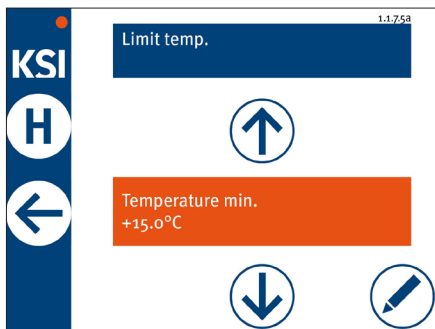 1.1.7.5a
Limit temp.
KSI
H
Temperature min.
+15.0°C